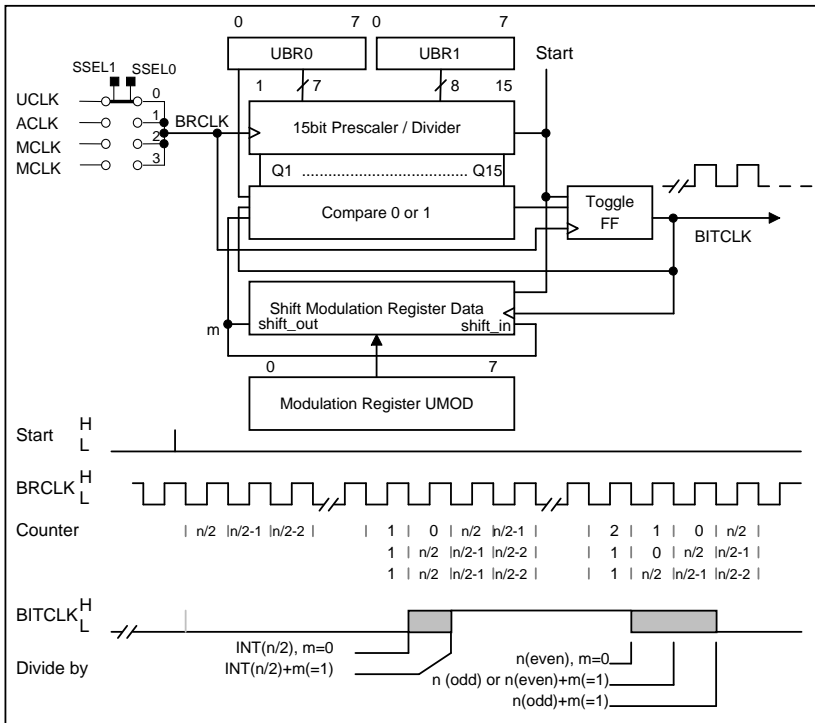 0 7 0 7
UBR0 UBR1 Start
SSEL1 SSEL0
1 7 8 15
UCLK 0
ACLK 1 BRCLK 15bit Prescaler / Divider
MCLK 2
MCLK 3
Q1 ...................................... Q15
Compare 0 or 1 Toggle
FF
BITCLK
Shift Modulation Register Data
m shift_out shift_in
0 7
Modulation Register UMOD
Start H
L
BRCLK H
L
Counter | n/2 |n/2-1 |n/2-2 | | 1 | 0 | n/2 |n/2-1 | | 2 | 1 | 0 | n/2 |
1 | n/2 |n/2-1 |n/2-2 | | 1 | 0 | n/2 |n/2-1 |
1 | n/2 |n/2-1 |n/2-2 | | 1 | n/2 |n/2-1 |n/2-2 |
BITCLK H
L
INT(n/2), m=0 n(even), m=0
Divide by INT(n/2)+m(=1) n (odd) or n(even)+m(=1)
n(odd)+m(=1)